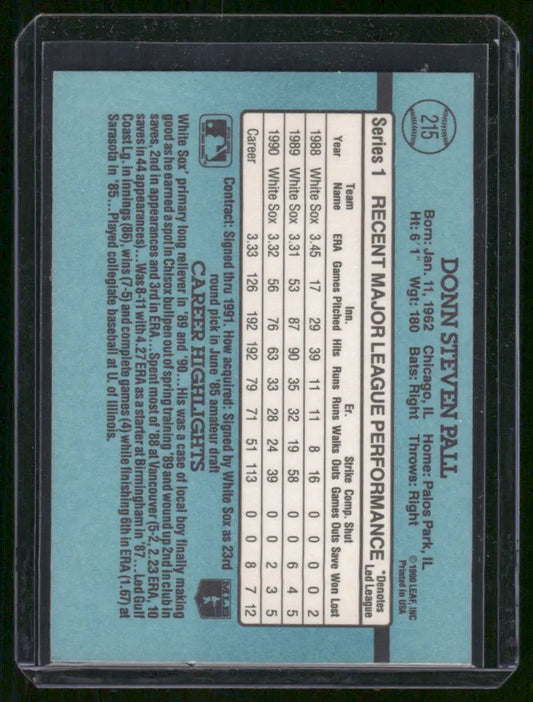 215
DONN STEVEN PALL
Born: Jan. 11, 1962 Chicago, IL Home: Palos Park, IL
Ht: 6' 1" Wgt: 180 Bats: Right Throws: Right
© 1990 LEAF, INC.
Printed in USA
Series 1 RECENT MAJOR LEAGUE PERFORMANCE *Denotes Led League
Team Inn. Er. Strike Comp. Shut
Year Name ERA Games Pitched Hits Runs Runs Walks Outs Games Outs Save Won Lost
1988 White Sox 3.45 17 29 39 11 11 8 16 0 0 0 0 2
1989 White Sox 3.31 53 87 90 35 32 19 58 0 0 6 4 5
1990 White Sox 3.32 56 76 63 33 28 24 39 0 0 2 3 5
Career 3.33 126 192 192 79 71 51 113 0 0 8 7 12
Contract: Signed thru 1991. How acquired: Signed by White Sox as 23rd
round pick in June '85 amateur draft
CAREER HIGHLIGHTS
MLB
White Sox' primary long reliever in '89 and '90...His was a case of local boy finally making
good as he earned spot in Chisox bullpen out of spring training '89 and wound up 2nd in club in
saves, 2nd in appearances and 3rd in ERA...Spent most of '88 at Vancouver (5-2, 2.23 ERA, 10
saves in 44 appearances)...Was 8-11 with 4.27 ERA as a starter at Birmingham in '87...Led Gulf
Coast Lg. in innings (86), wins (7-5) and complete games (4) while finishing 6th in ERA (1.67) at
Sarasota in '85...Played collegiate baseball at U. of Illinois.